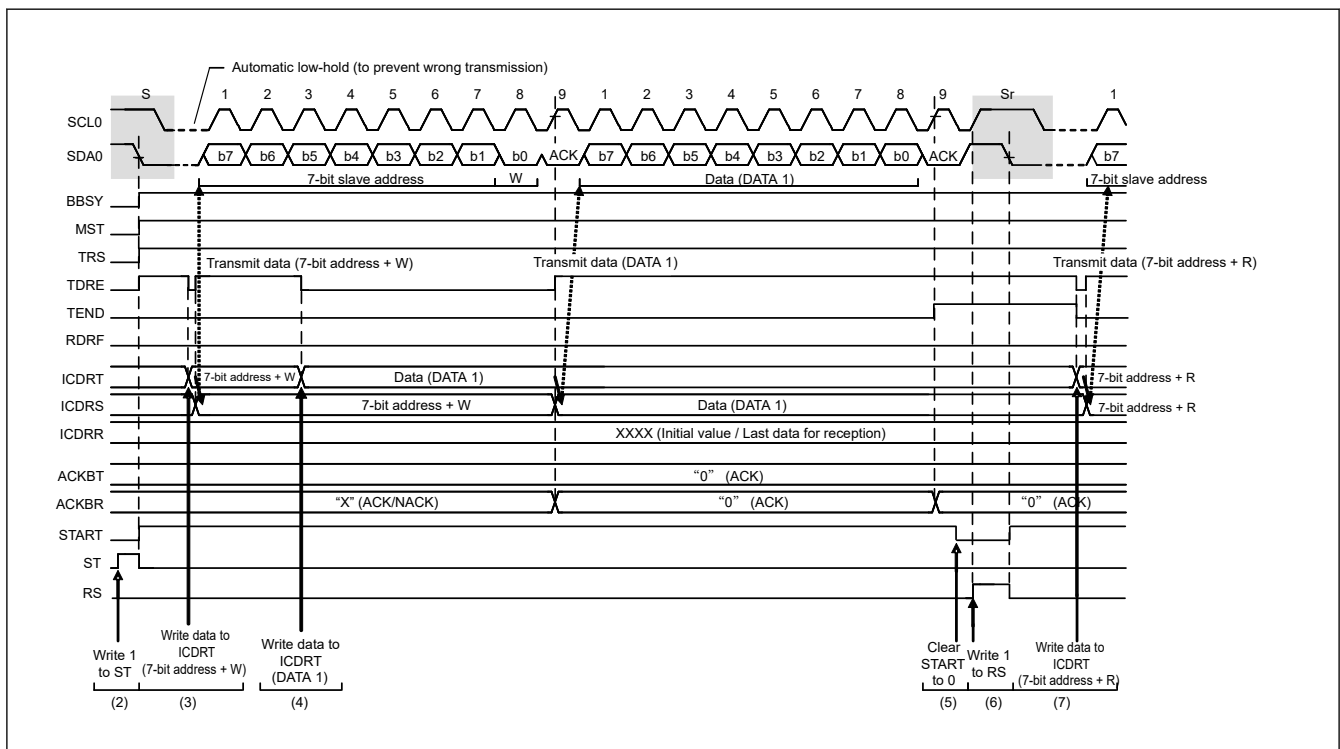 Automatic low-hold (to prevent wrong transmission)
S 1 2 3 4 5 6 7 8 9 1 2 3 4 5 6 7 8 9 Sr 1
SCL0
SDA0 b7 b6 b5 b4 b3 b2 b1 b0 ACK b7 b6 b5 b4 b3 b2 b1 b0 ACK b7
7-bit slave address W Data (DATA 1) 7-bit slave address
BBSY
MST
TRS
Transmit data (7-bit address + W) Transmit data (DATA 1) Transmit data (7-bit address + R)
TDRE
TEND
RDRF
ICDRT 7-bit address + W Data (DATA 1) 7-bit address + R
ICDRS 7-bit address + W Data (DATA 1) 7-bit address + R
ICDRR XXXX (Initial value / Last data for reception)
ACKBT “0” (ACK)
ACKBR “X” (ACK/NACK) “0” (ACK) “0” (ACK)
START
ST
RS
Write 1
to ST
(2)
Write data to
ICDRT
(7-bit address + W)
(3)
Write data to
ICDRT
(DATA 1)
(4)
Clear
START
to 0
(5)
Write 1
to RS
(6)
Write data to
ICDRT
(7-bit address + R)
(7)